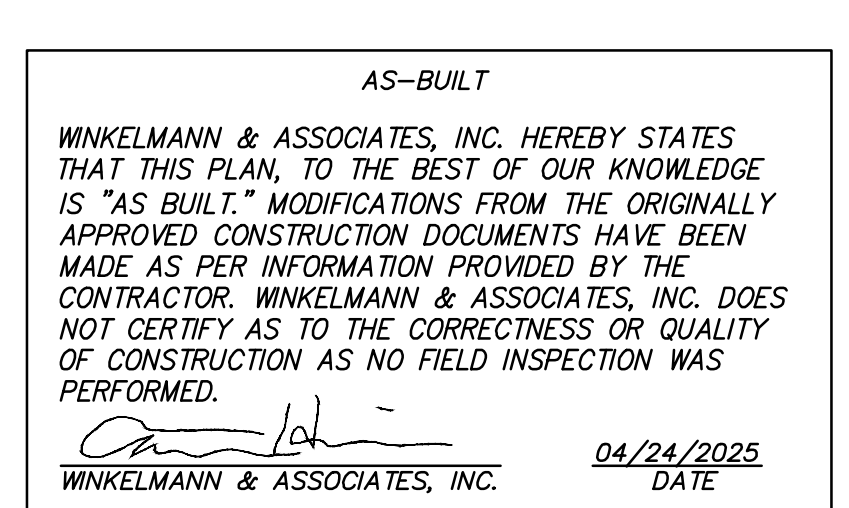 AS-BUILT
WINKELMANN & ASSOCIATES, INC. HEREBY STATES
THAT THIS PLAN, TO THE BEST OF OUR KNOWLEDGE
IS "AS BUILT." MODIFICATIONS FROM THE ORIGINALLY
APPROVED CONSTRUCTION DOCUMENTS HAVE BEEN
MADE AS PER INFORMATION PROVIDED BY THE
CONTRACTOR. WINKELMANN & ASSOCIATES, INC. DOES
NOT CERTIFY AS TO THE CORRECTNESS OR QUALITY
OF CONSTRUCTION AS NO FIELD INSPECTION WAS
PERFORMED.
04/24/2025
WINKELMANN & ASSOCIATES, INC. DATE